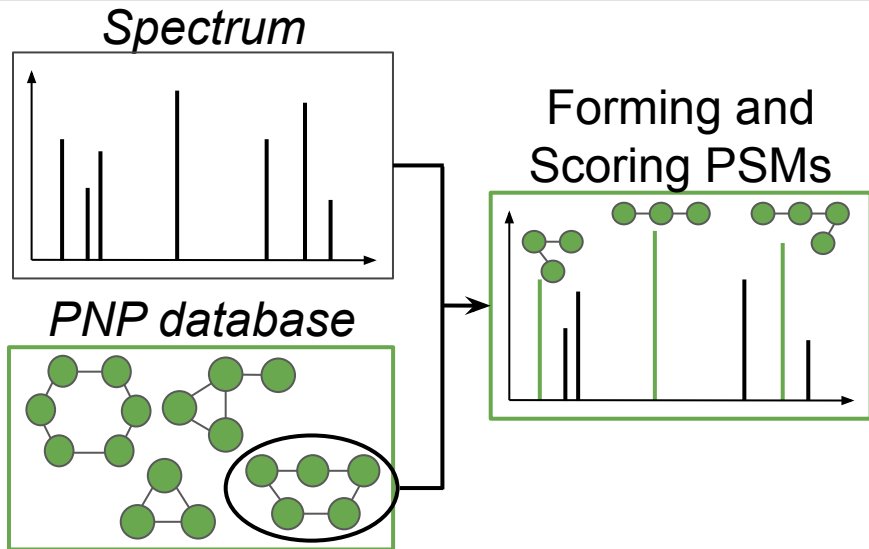 Spectrum
Forming and
Scoring PSMs
PNP database